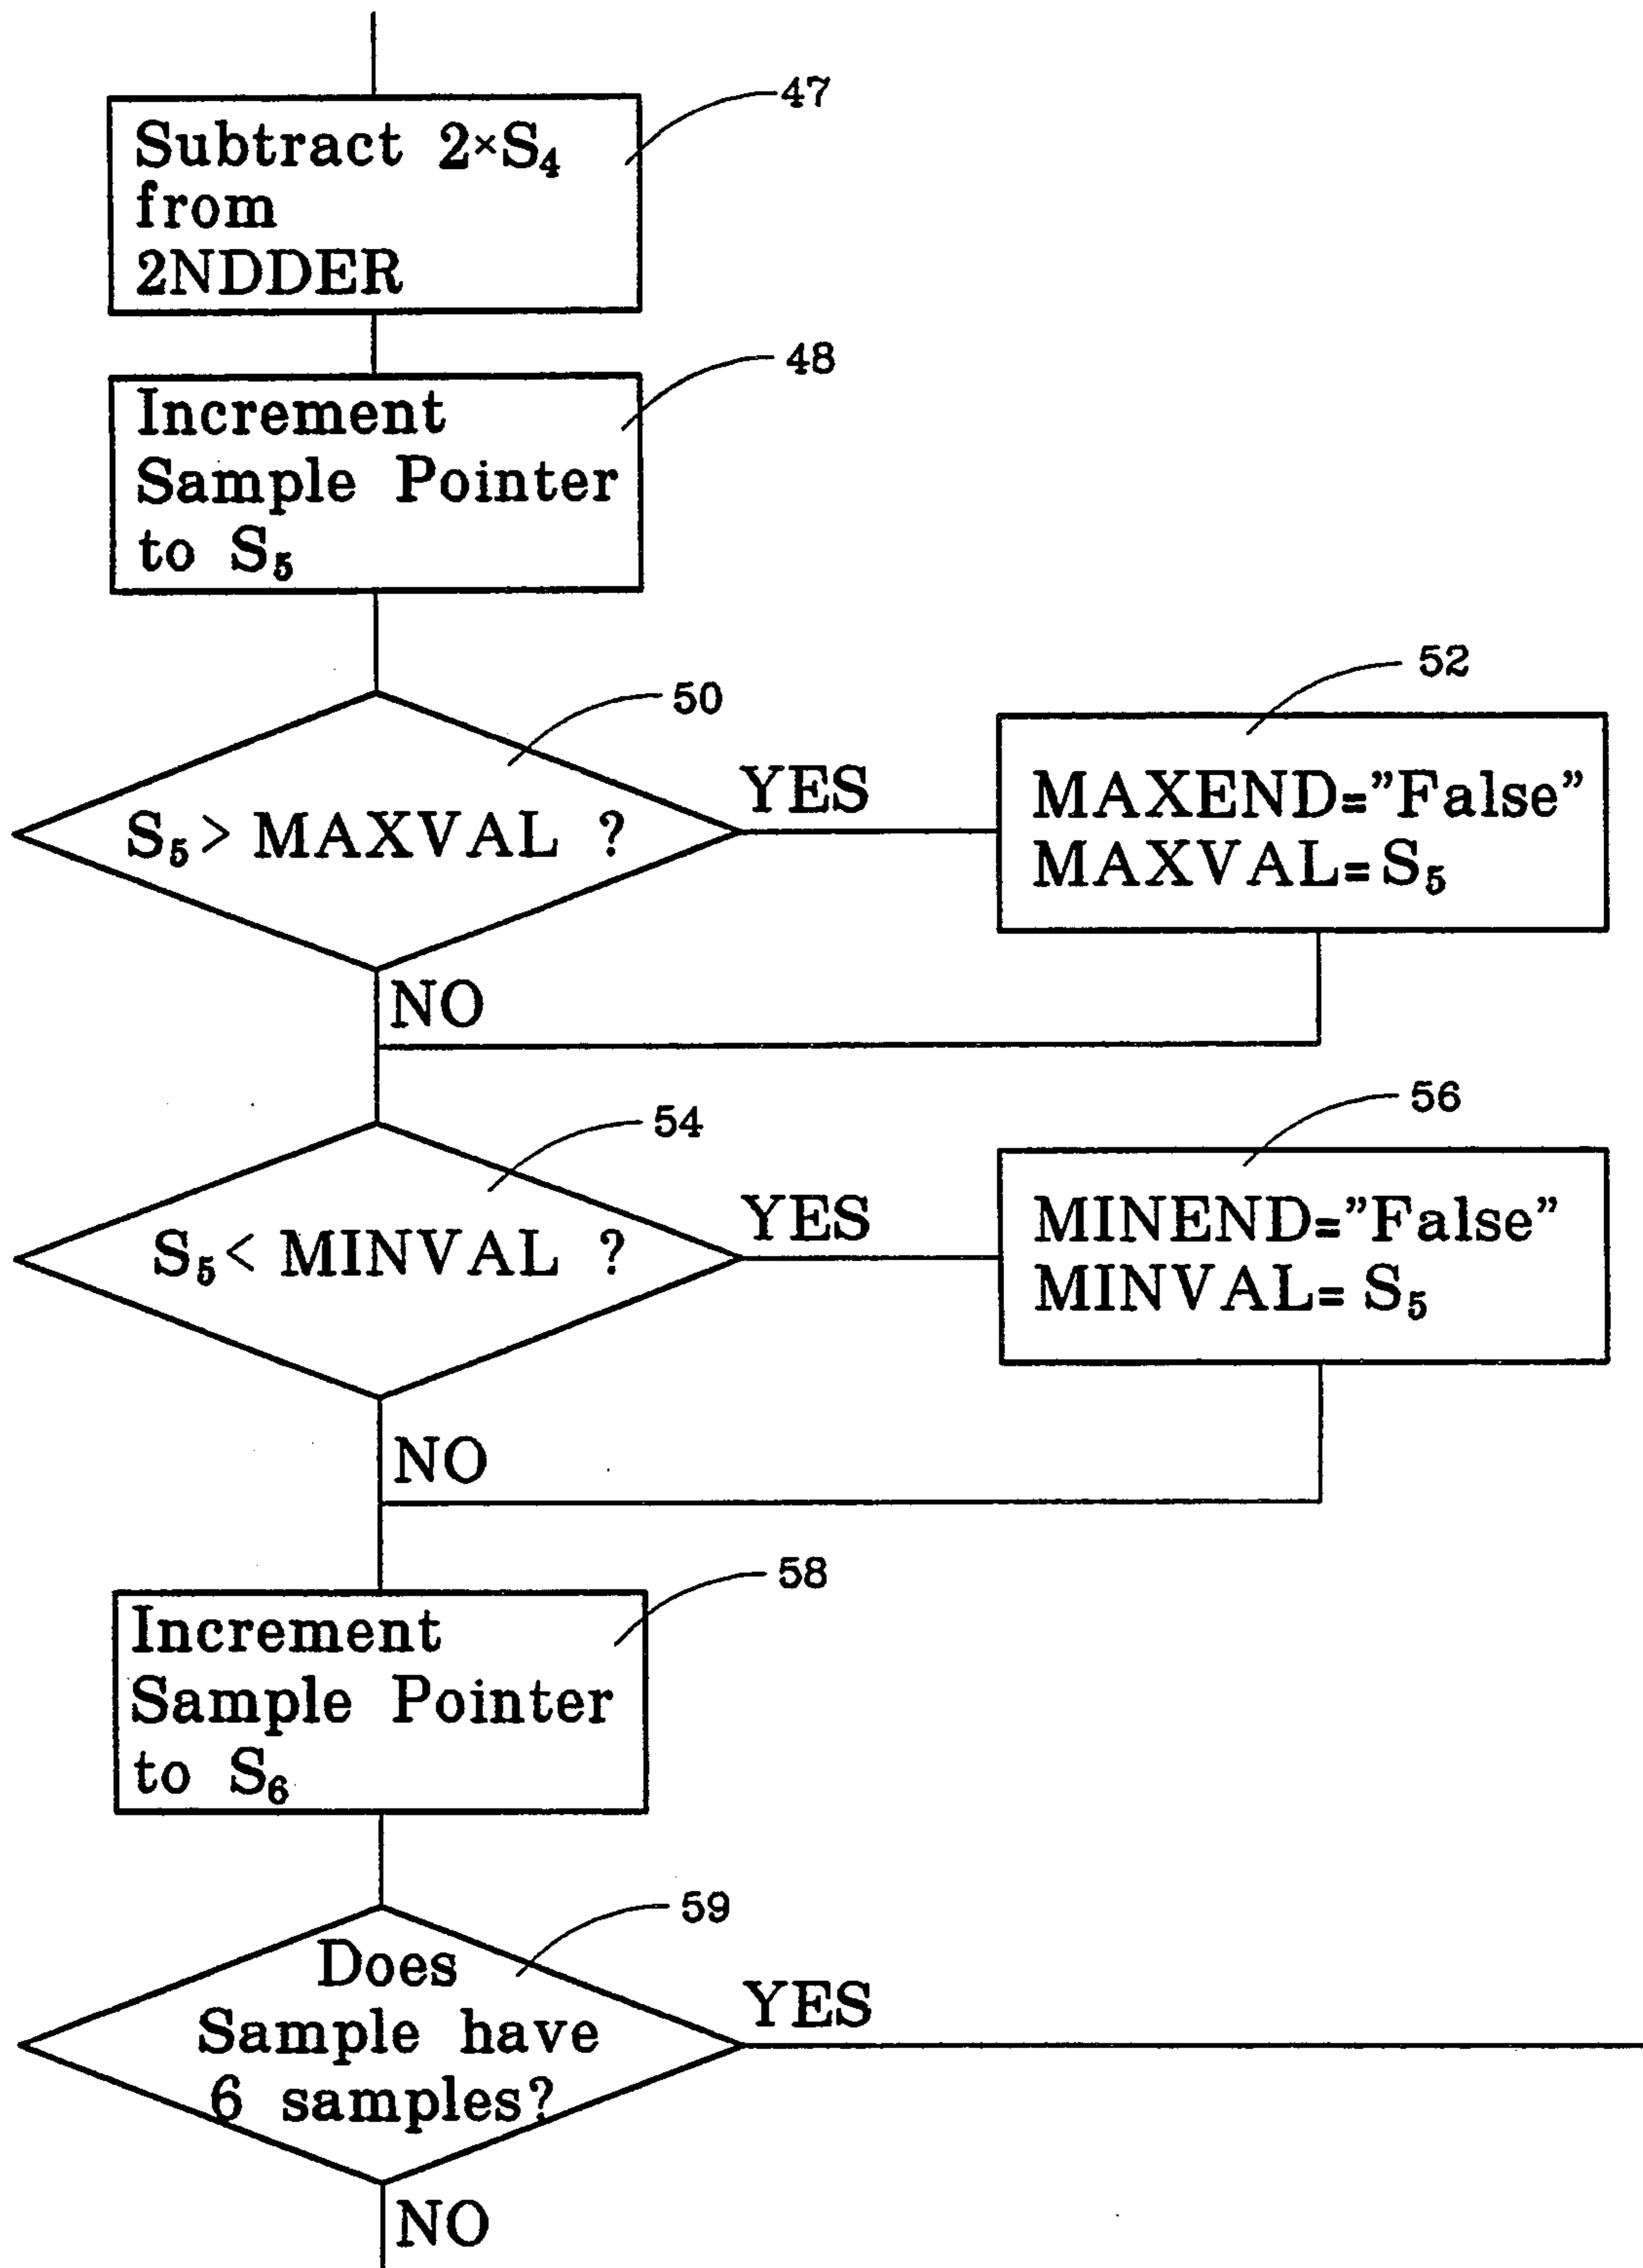 47
Subtract 2×S₄
from
2NDDER
48
Increment
Sample Pointer
to S₅
50
S₅> MAXVAL ?
YES
52
MAXEND="False"
MAXVAL=S₅
NO
54
S₅< MINVAL ?
YES
56
MINEND="False"
MINVAL= S₅
NO
58
Increment
Sample Pointer
to S₆
59
Does
Sample have
6 samples?
YES
NO